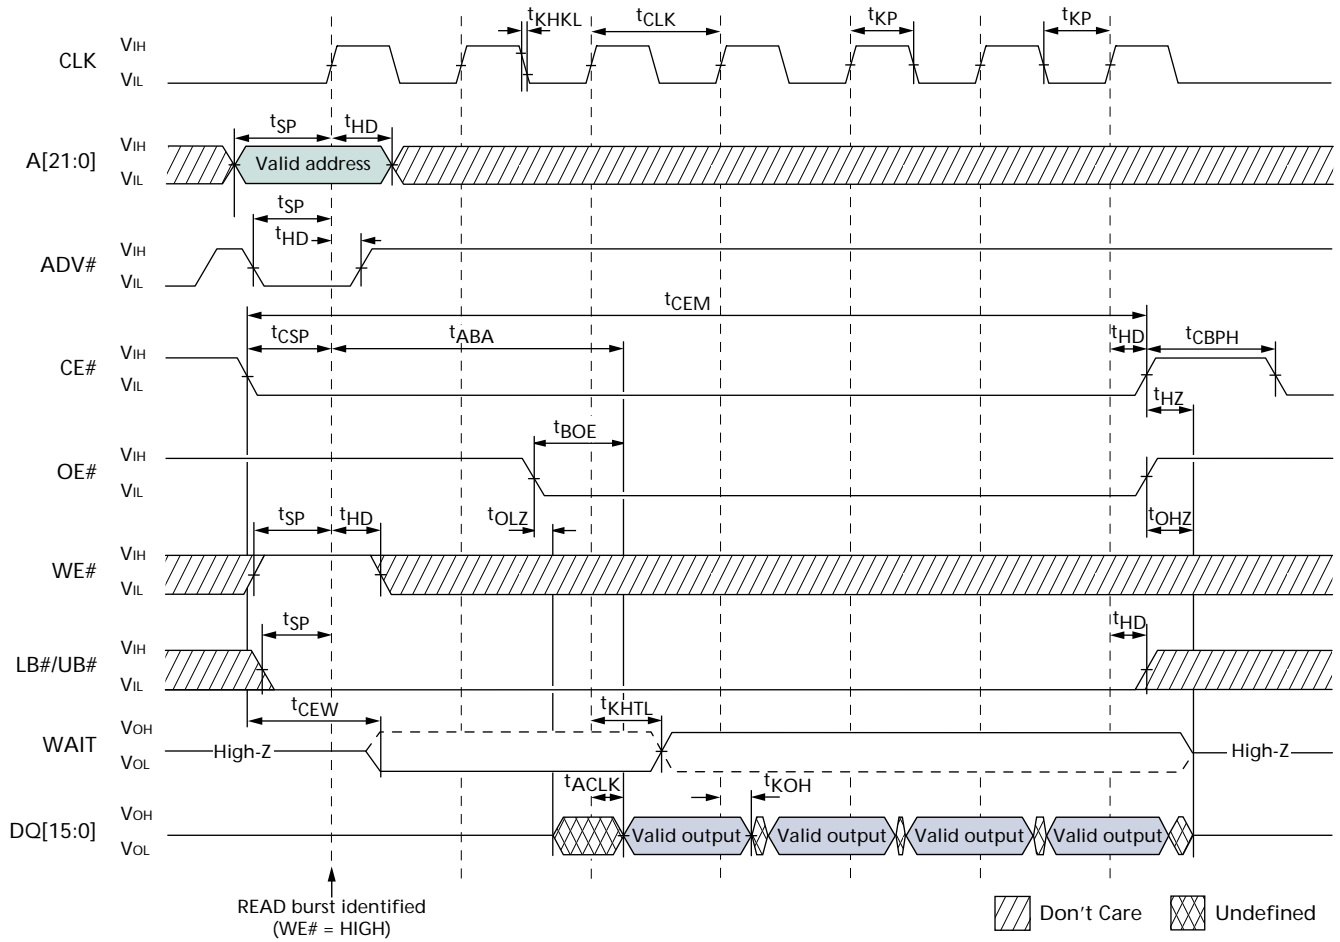 tKHKL
tCLK
tKP
tKP
CLK
VIH
VIL
tSP
tHD
A[21:0]
VIH
VIL
Valid address
tSP
tHD
ADV#
VIH
VIL
tCEM
tCSP
tABA
tHD
tCBPH
CE#
VIH
VIL
tHZ
tBOE
OE#
VIH
VIL
tSP
tHD
tOLZ
tOHZ
WE#
VIH
VIL
tSP
tHD
LB#/UB#
VIH
VIL
tCEW
tKHTL
WAIT
VOH
VOL
High-Z
High-Z
tACLK
tKOH
DQ[15:0]
VOH
VOL
Valid output
Valid output
Valid output
Valid output
READ burst identified
(WE# = HIGH)
Don't Care
Undefined